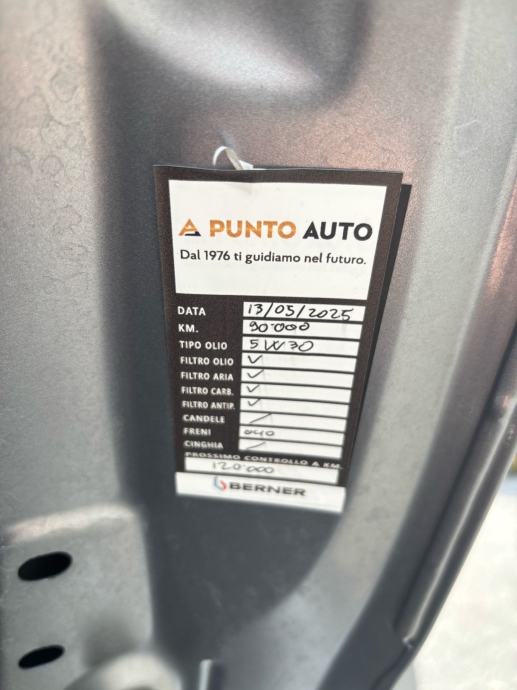 PUNTO AUTO
Dal 1976 ti guidiamo nel futuro.
DATA 13/05/2025
KM. 90.000
TIPO OLIO 5W30
FILTRO OLIO ✓
FILTRO ARIA ✓
FILTRO CARB. ✓
FILTRO ANTIP. ✓
CANDELE /
FRENI
CINGHIA /
PROSSIMO CONTROLLO A KM.
120.000
BERNER